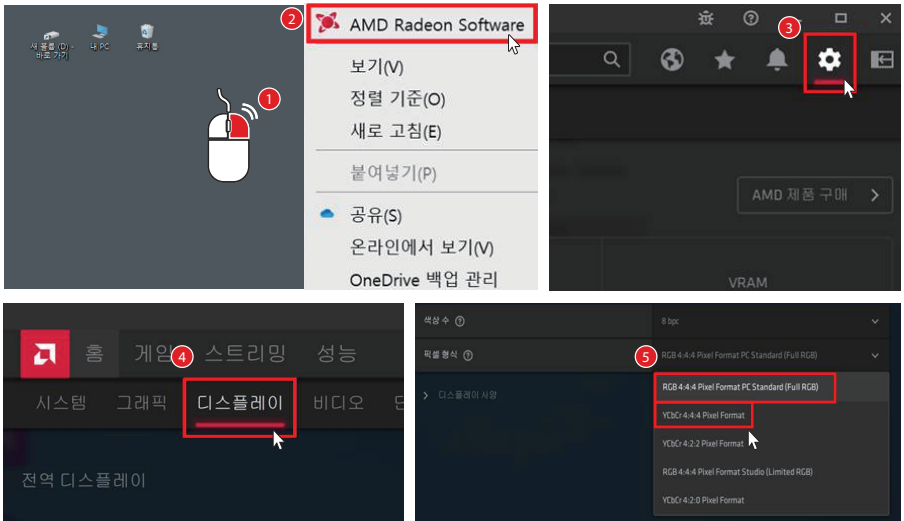 새 볼륨 (D) -
바로 가기
내 PC
휴지통
1
2
AMD Radeon Software
보기(V)
정렬 기준(O)
새로 고침(E)
붙여넣기(P)
공유(S)
온라인에서 보기(V)
OneDrive 백업 관리
3
AMD 제품 구매
VRAM
홈
게임
4
스트리밍
성능
시스템
그래픽
디스플레이
비디오
전역 디스플레이
색상 수
8 bpc
픽셀 형식
5
RGB 4:4:4 Pixel Format PC Standard (Full RGB)
디스플레이 사양
RGB 4:4:4 Pixel Format PC Standard (Full RGB)
YCbCr 4:4:4 Pixel Format
YCbCr 4:2:2 Pixel Format
RGB 4:4:4 Pixel Format Studio (Limited RGB)
YCbCr 4:2:0 Pixel Format